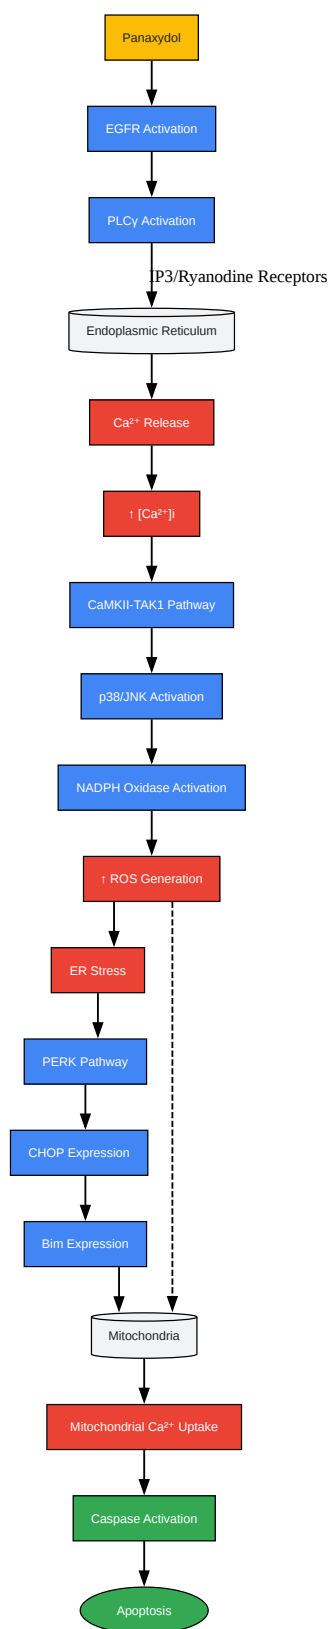 Panaxydol
EGFR Activation
PLCγ Activation
IP3/Ryanodine Receptors
Endoplasmic Reticulum
Ca²⁺ Release
↑ [Ca²⁺]i
CaMKII-TAK1 Pathway
p38/JNK Activation
NADPH Oxidase Activation
↑ ROS Generation
ER Stress
PERK Pathway
CHOP Expression
Bim Expression
Mitochondria
Mitochondrial Ca²⁺ Uptake
Caspase Activation
Apoptosis